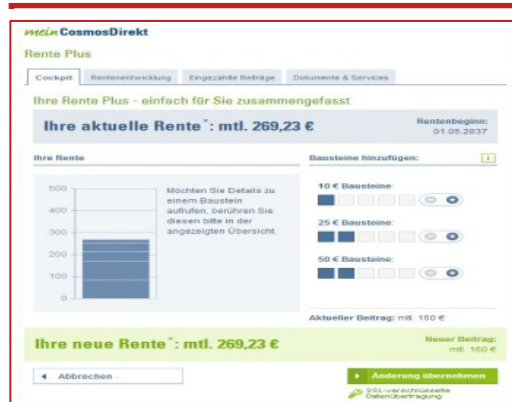 mein CosmosDirekt
Rente Plus
Cockpit Rentenentwicklung Eingezahlte Beiträge Dokumente & Services
Ihre Rente Plus - einfach für Sie zusammengefasst
Ihre aktuelle Rente*: mtl. 269,23 €
Rentenbeginn:
01.05.2037
Ihre Rente
500
400
300
200
100
0
Möchten Sie Details zu
einem Baustein
aufrufen, berühren Sie
diesen bitte in der
angezeigten Übersicht.
Bausteine hinzufügen: i
10 € Bausteine:
25 € Bausteine:
50 € Bausteine:
Aktueller Beitrag: mtl. 160 €
Ihre neue Rente*: mtl. 269,23 €
Neuer Beitrag:
mtl. 160 €
Abbrechen
Änderung übernehmen
SSL-verschlüsselte
Datenübertragung